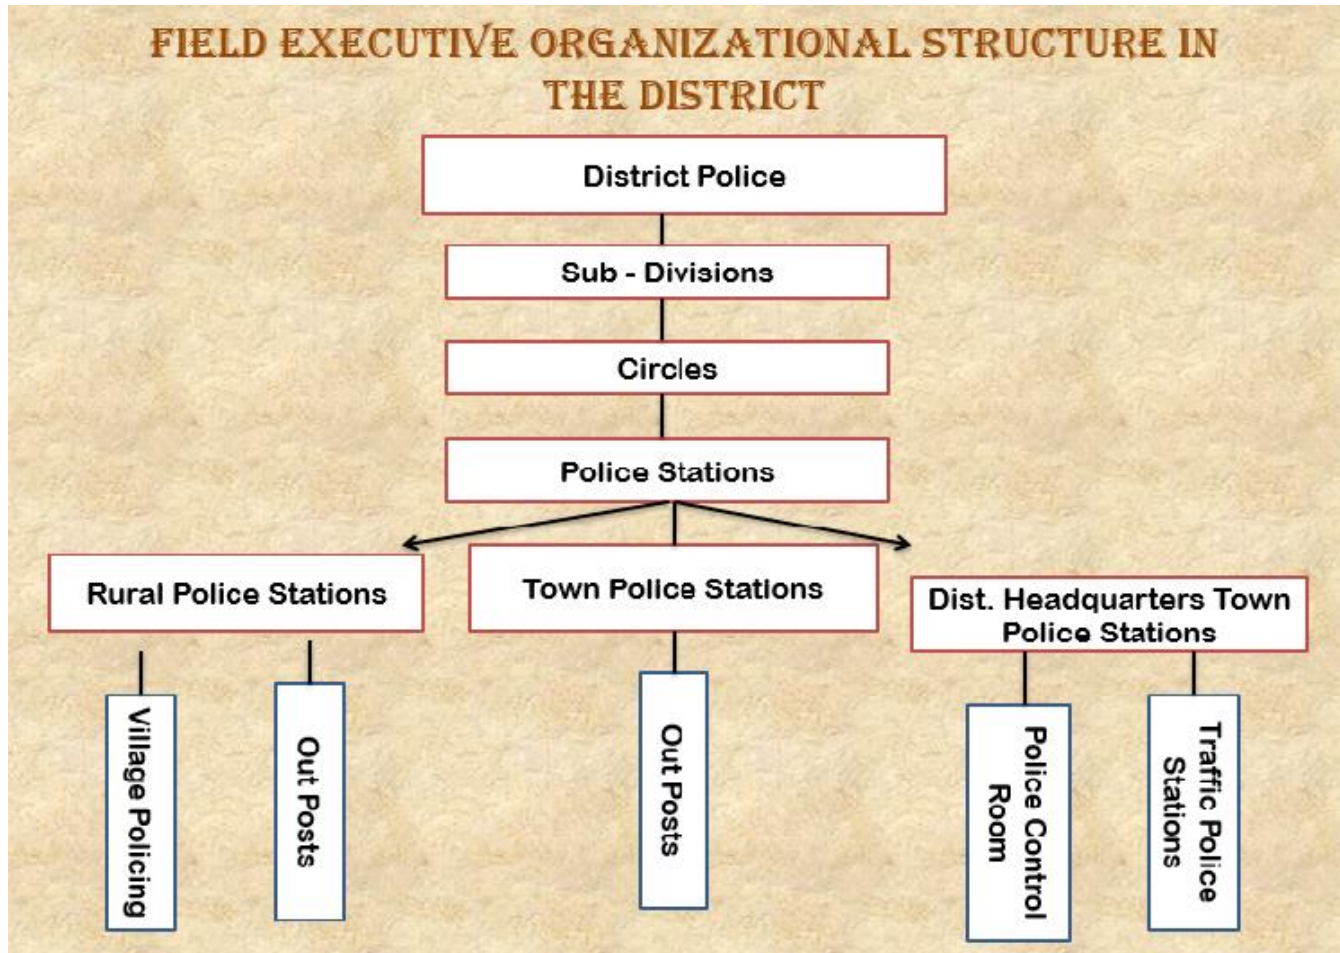 FIELD EXECUTIVE ORGANIZATIONAL STRUCTURE IN
THE DISTRICT
District Police
Sub - Divisions
Circles
Police Stations
Rural Police Stations
Town Police Stations
Dist. Headquarters Town
Police Stations
Village Policing
Out Posts
Out Posts
Police Control
Room
Traffic Police
Stations